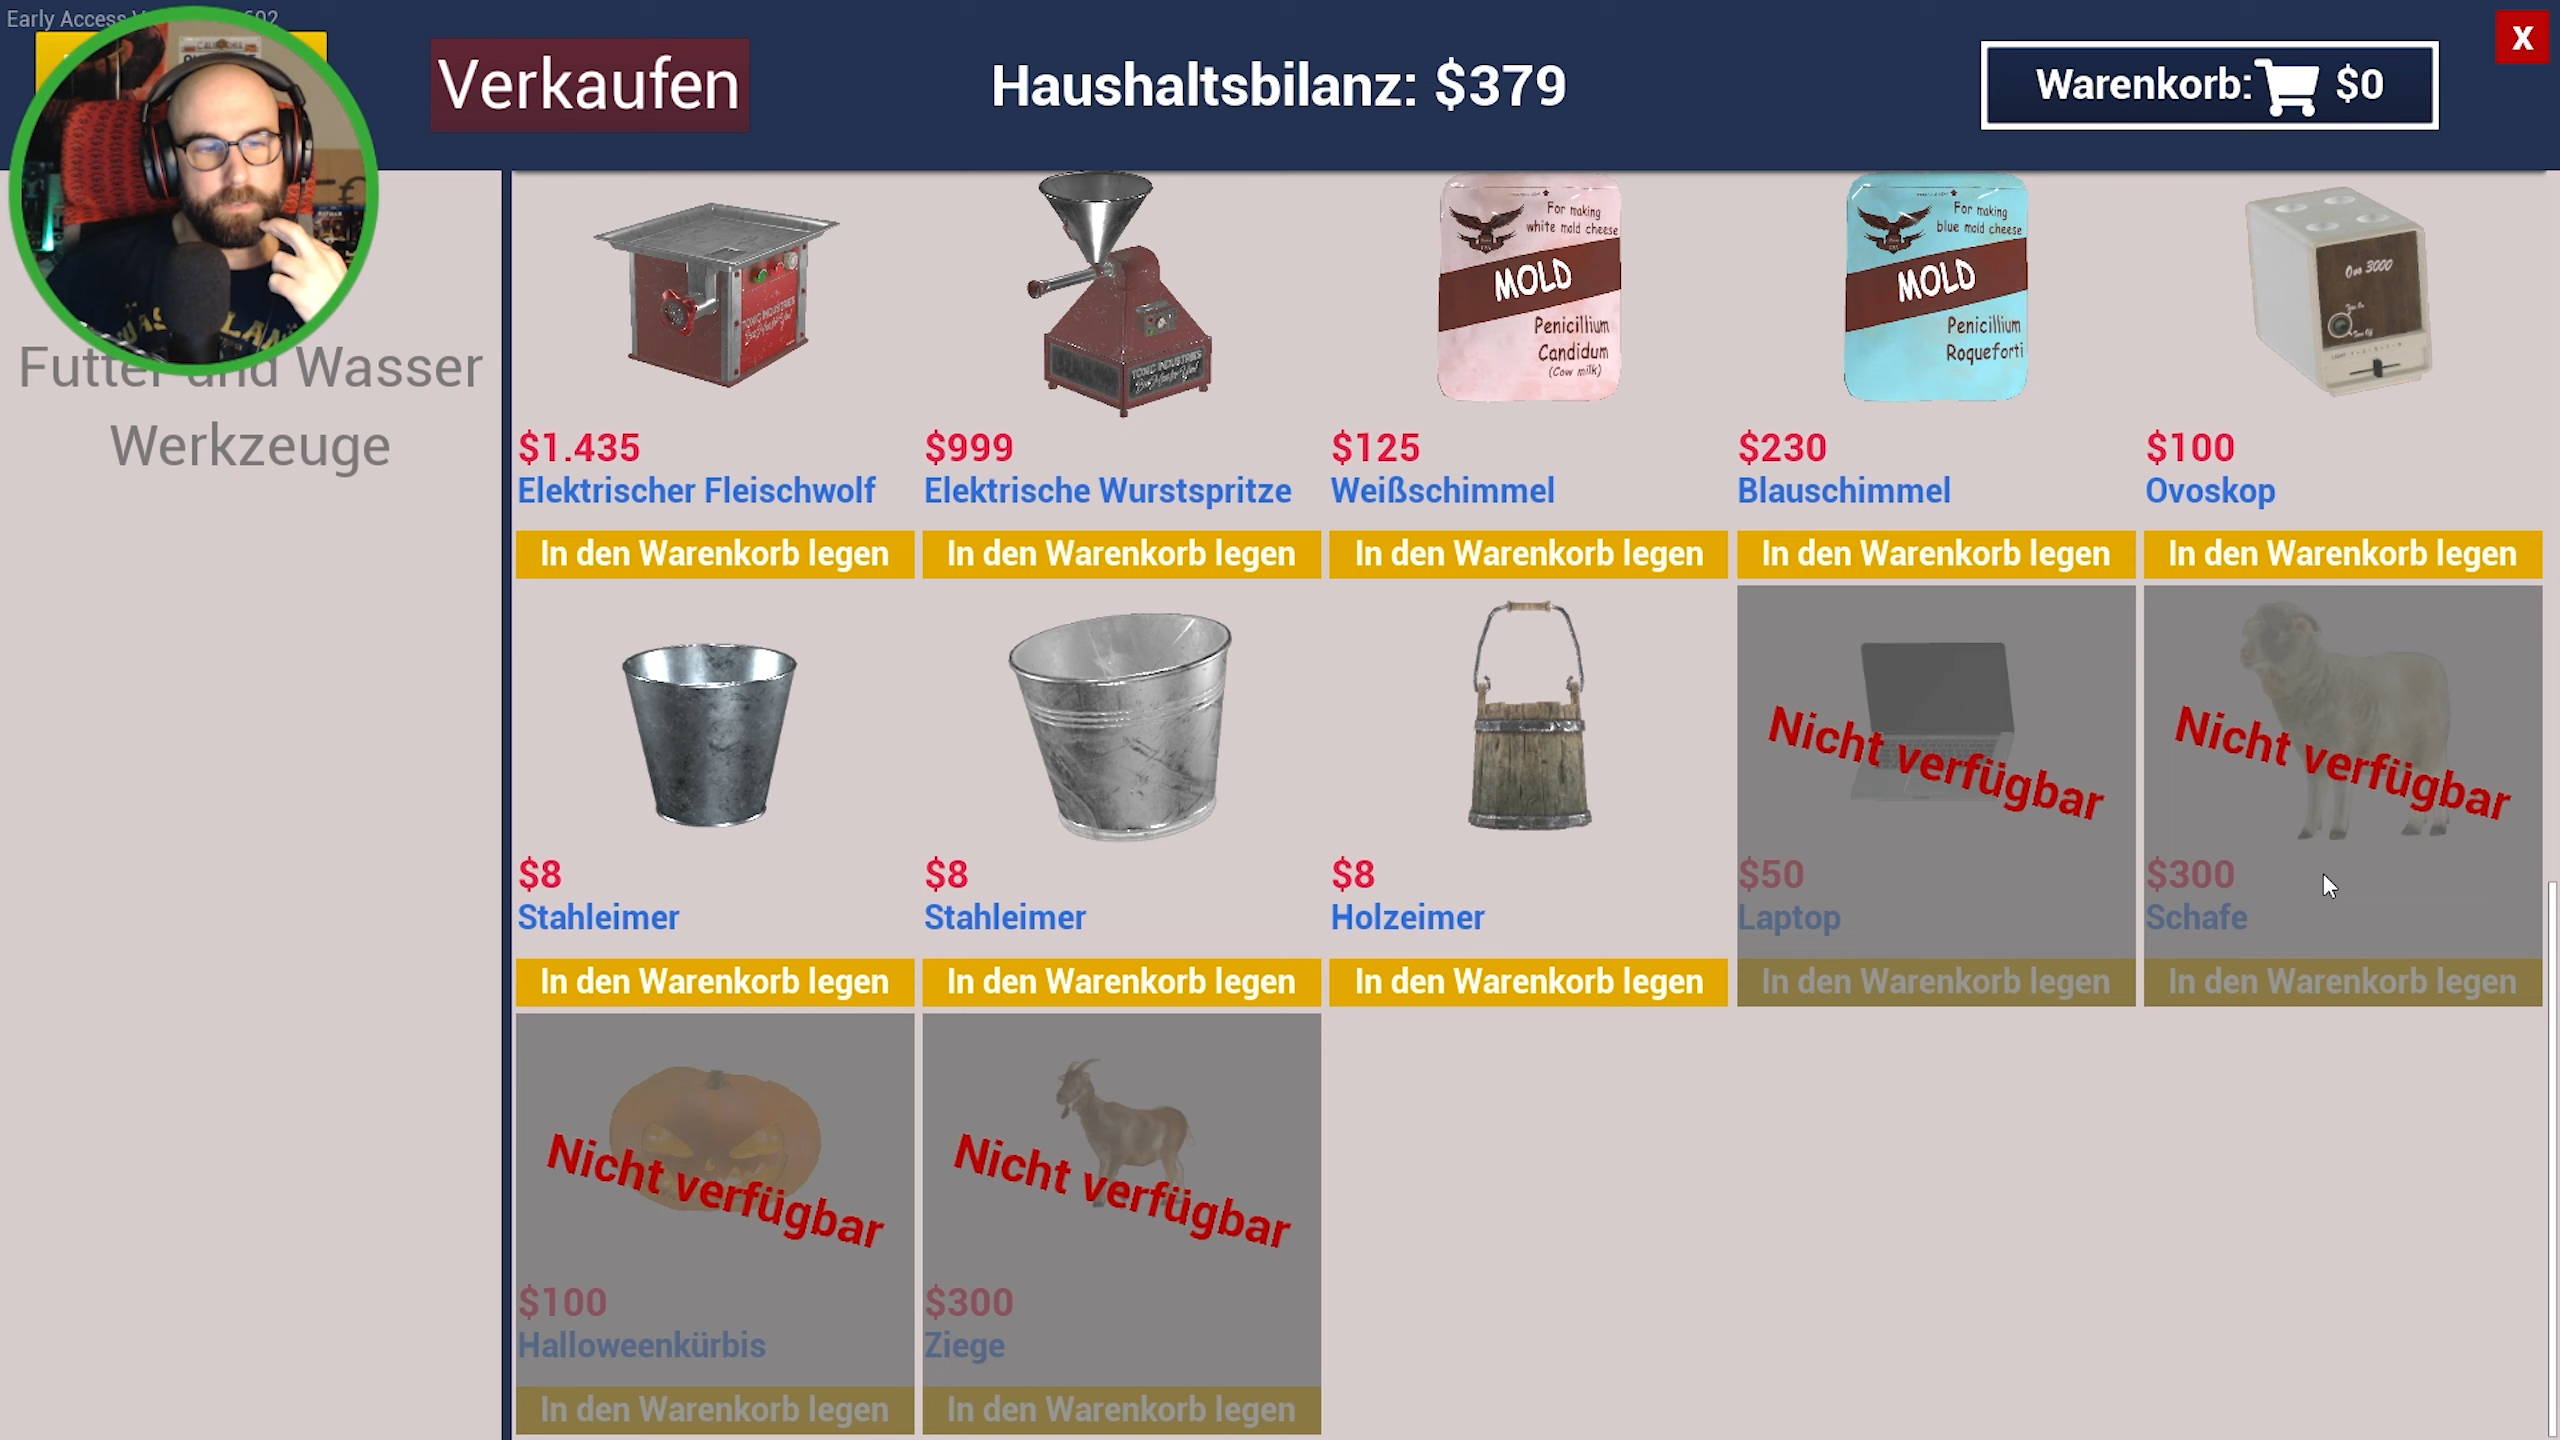 Early Access
Verkaufen
Haushaltsbilanz: $379
Warenkorb: $0
X
Futter und Wasser
Werkzeuge
For making
white mold cheese
MOLD
Penicillium
Candidum
(Cow milk)
For making
blue mold cheese
MOLD
Penicillium
Roqueforti
Ovo 3000
TOXIC INDUSTRIES
TOXIC INDUSTRIES
$1.435
Elektrischer Fleischwolf
In den Warenkorb legen
$999
Elektrische Wurstspritze
In den Warenkorb legen
$125
Weißschimmel
In den Warenkorb legen
$230
Blauschimmel
In den Warenkorb legen
$100
Ovoskop
In den Warenkorb legen
$8
Stahleimer
In den Warenkorb legen
$8
Stahleimer
In den Warenkorb legen
$8
Holzeimer
In den Warenkorb legen
Nicht verfügbar
$50
Laptop
In den Warenkorb legen
Nicht verfügbar
$300
Schafe
In den Warenkorb legen
Nicht verfügbar
$100
Halloweenkürbis
In den Warenkorb legen
Nicht verfügbar
$300
Ziege
In den Warenkorb legen